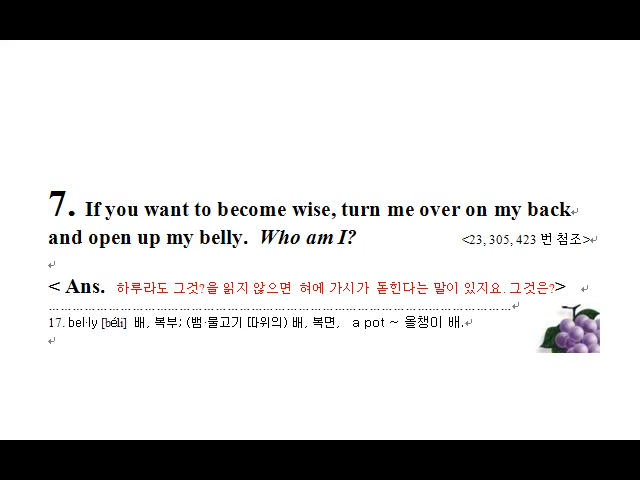 7. If you want to become wise, turn me over on my back
and open up my belly. Who am I? <23, 305, 423 번 참조>
< Ans. 하루라도 그것?을 읽지 않으면 혀에 가시가 돋힌다는 말이 있지요. 그것은?>
17. bel·ly [béli] 배, 복부; (뱀·물고기 따위의) 배, 복면, a pot ~ 올챙이 배.